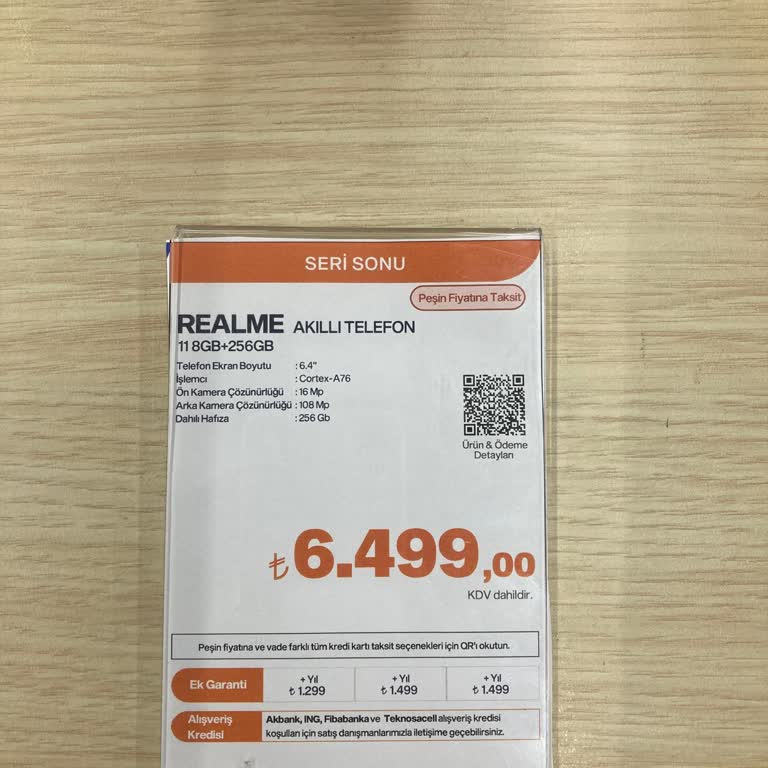 SERİ SONU
Peşin Fiyatına Taksit
REALME AKILLI TELEFON
11 8GB+256GB
Telefon Ekran Boyutu : 6.4"
İşlemci : Cortex-A76
Ön Kamera Çözünürlüğü : 16 Mp
Arka Kamera Çözünürlüğü : 108 Mp
Dahili Hafıza : 256 Gb
Ürün & Ödeme
Detayları
₺6.499,00
KDV dahildir.
Peşin fiyatına ve vade farklı tüm kredi kartı taksit seçenekleri için QR'ı okutun.
Ek Garanti
+ Yıl
₺ 1.299
+ Yıl
₺ 1.499
+ Yıl
₺ 1.499
Alışveriş
Kredisi
Akbank, ING, Fibabanka ve Teknosacell alışveriş kredisi
koşulları için satış danışmanlarımızla iletişime geçebilirsiniz.